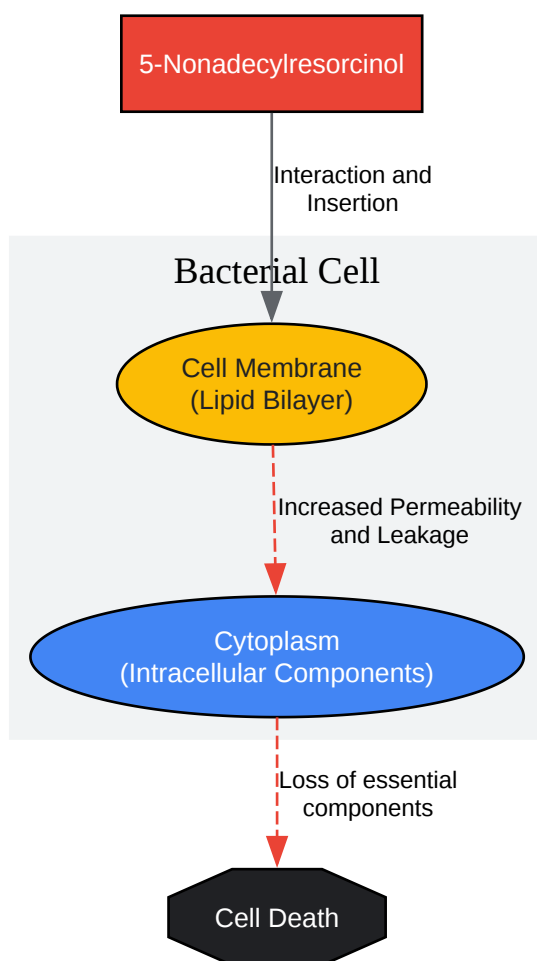 5-Nonadecylresorcinol
Interaction and
Insertion
Bacterial Cell
Cell Membrane
(Lipid Bilayer)
Increased Permeability
and Leakage
Cytoplasm
(Intracellular Components)
Loss of essential
components
Cell Death